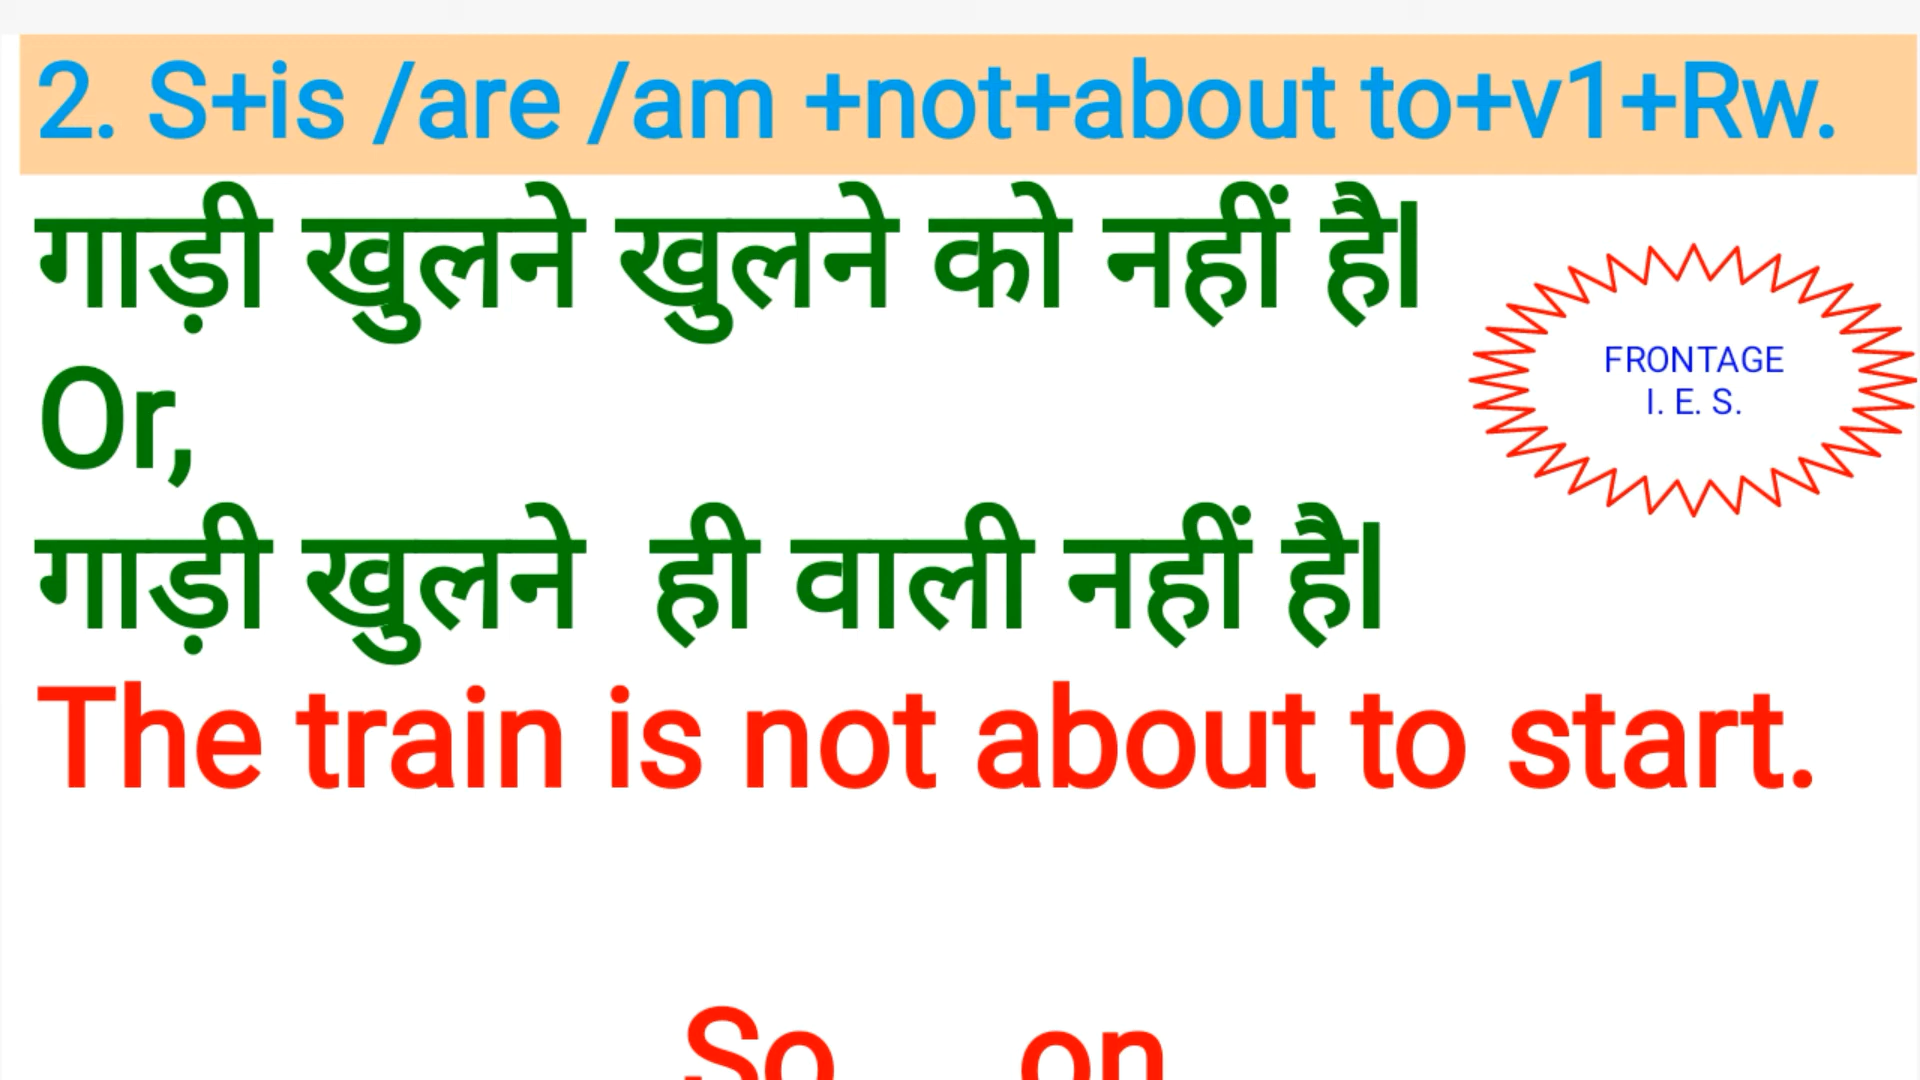 2. S+is /are /am +not+about to+v1+Rw.
गाड़ी खुलने खुलने को नहीं है।
FRONTAGE
I. E. S.
Or,
गाड़ी खुलने ही वाली नहीं है।
The train is not about to start.
So on